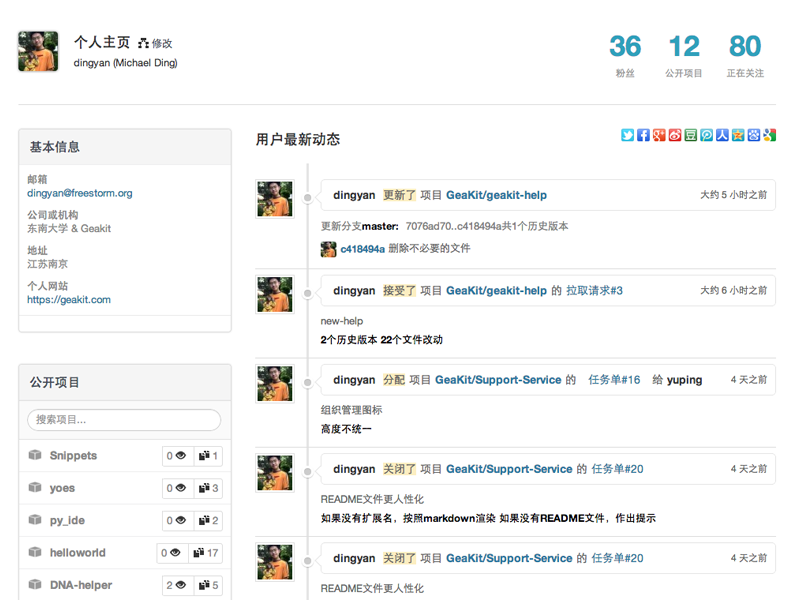 个人主页 修改
dingyan (Michael Ding)
36 12 80
粉丝 公开项目 正在关注
基本信息
邮箱
dingyan@freestorm.org
公司或机构
东南大学 & Geakit
地址
江苏南京
个人网站
https://geakit.com
公开项目
搜索项目...
Snippets 0 1
yoes 0 3
py_ide 0 2
helloworld 0 17
DNA-helper 2 5
用户最新动态
dingyan 更新了 项目 GeaKit/geakit-help 大约 5 小时之前
更新分支master: 7076ad70..c418494a共1个历史版本
c418494a 删除不必要的文件
dingyan 接受了 项目 GeaKit/geakit-help 的 拉取请求#3 大约 6 小时之前
new-help
2个历史版本 22个文件改动
dingyan 分配 项目 GeaKit/Support-Service 的 任务单#16 给 yuping 4 天之前
组织管理图标
高度不统一
dingyan 关闭了 项目 GeaKit/Support-Service 的 任务单#20 4 天之前
README文件更人性化
如果没有扩展名，按照markdown渲染 如果没有README文件，作出提示
dingyan 关闭了 项目 GeaKit/Support-Service 的 任务单#20 4 天之前
README文件更人性化